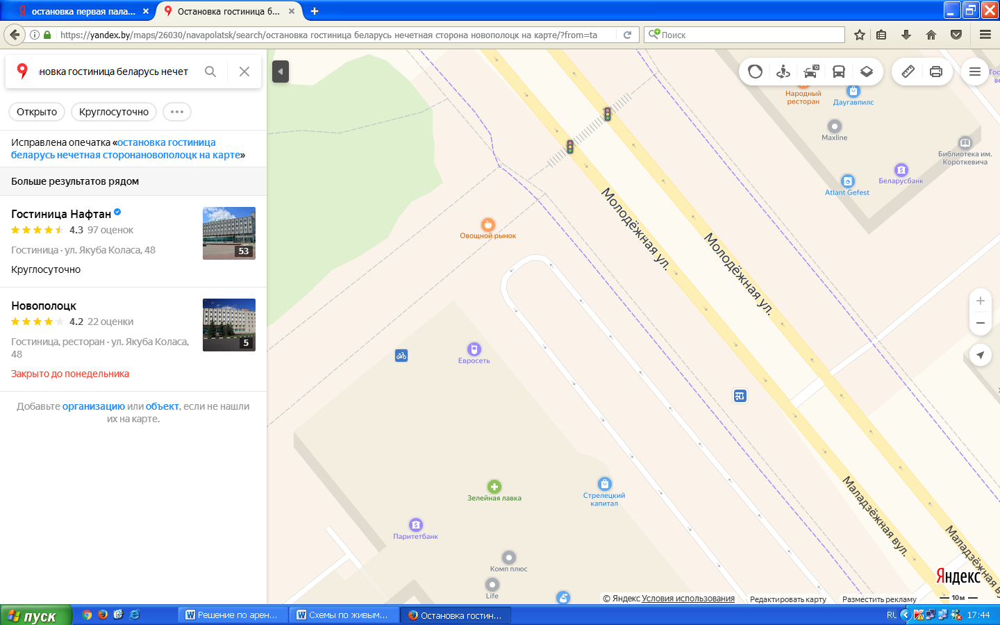 остановка первая пала...
Остановка гостиница б...
https://yandex.by/maps/26030/navapolatsk/search/остановка гостиница беларусь нечетная сторона новополоцк на карте/?from=ta
Поиск
новка гостиница беларусь нечет
Открыто
Круглосуточно
Исправлена опечатка «остановка гостиница
беларусь нечетная сторонановополоцк на карте»
Больше результатов рядом
Гостиница Нафтан
4.3 97 оценок
Гостиница · ул. Якуба Коласа, 48
Круглосуточно
53
Новополоцк
4.2 22 оценки
Гостиница, ресторан · ул. Якуба Коласа,
48
Закрыто до понедельника
5
Добавьте организацию или объект, если не нашли
их на карте.
Народный
ресторан
Даугавпилс
Maxline
Библиотека им.
Короткевича
Беларусбанк
Atlant Gefest
Молодёжная ул.
Молодёжная ул.
Овощной рынок
Евросеть
Зелейная лавка
Стрелецкий
капитал
Паритетбанк
Комп плюс
Life
Маладзёжная вул.
Маладзёжная в
Яндекс
© Яндекс Условия использования
Редактировать карту
Разместить рекламу
10 м
пуск
Решение по арен...
Схемы по живым...
Остановка гостин...
RU
17:44